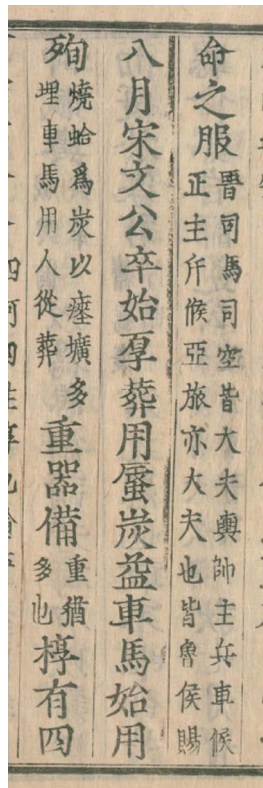 命之服晉司馬司空皆大夫輿帥主兵車候正主斥候亞旅亦大夫也皆魯侯賜
八月宋文公卒始厚葬用蜃炭益車馬始用
殉燒蛤爲炭以瘞壙多埋車馬用人從葬重器備重猶多也椁有四